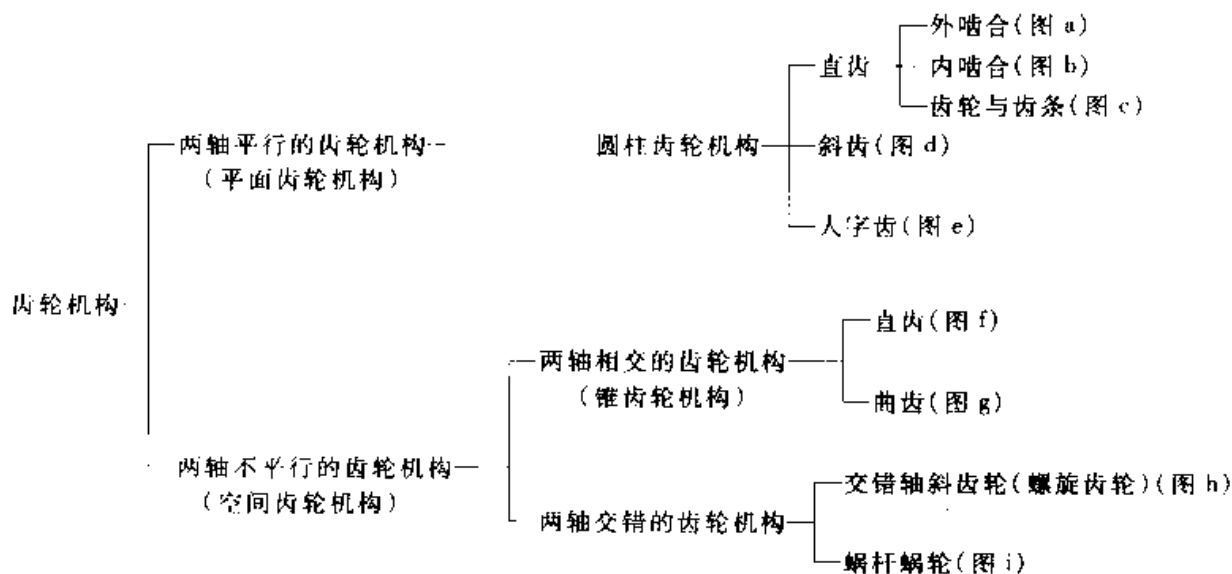 外啮合(图 a)
直齿
内啮合(图 b)
齿轮与齿条(图 c)
两轴平行的齿轮机构
(平面齿轮机构)
圆柱齿轮机构
斜齿(图 d)
人字齿(图 e)
齿轮机构
直齿(图 f)
两轴相交的齿轮机构
(锥齿轮机构)
曲齿(图 g)
两轴不平行的齿轮机构
(空间齿轮机构)
交错轴斜齿轮(螺旋齿轮)(图 h)
两轴交错的齿轮机构
蜗杆蜗轮(图 i)